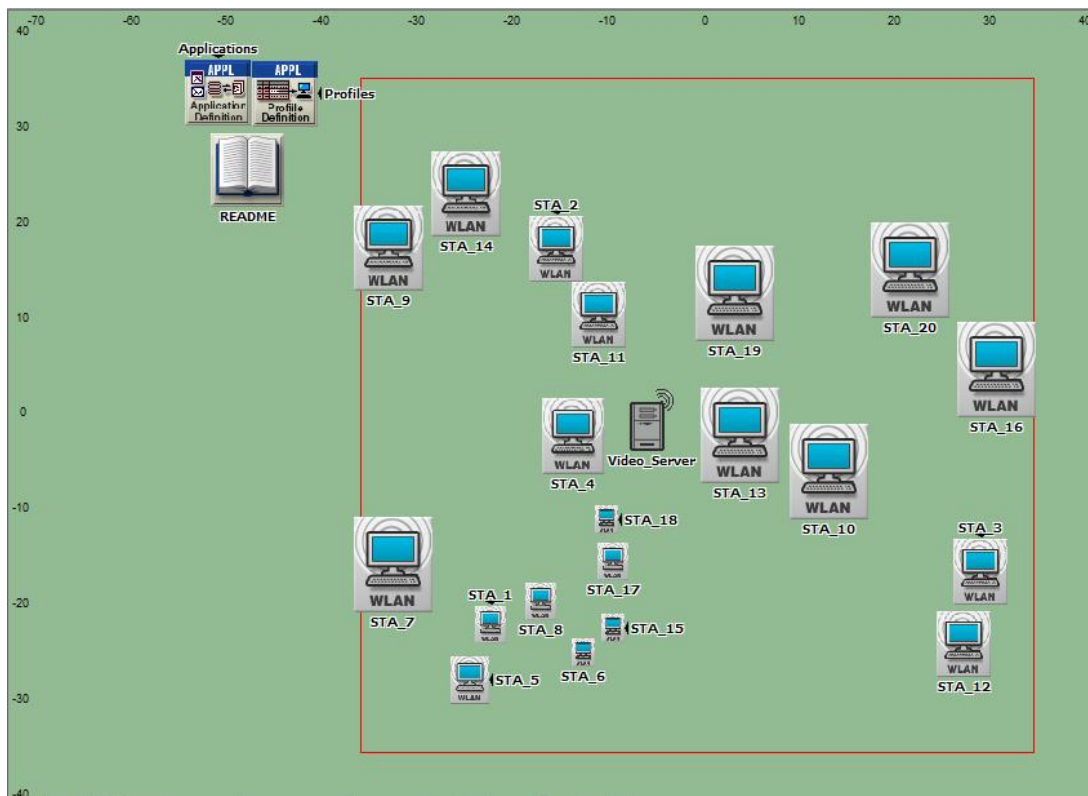 -70 -60 -50 -40 -30 -20 -10 0 10 20 30 40
40
30
20
10
0
-10
-20
-30
-40
Applications
APPL
Application
Definition
APPL
Profile
Definition
Profiles
README
WLAN
STA_14
STA_2
WLAN
WLAN
STA_9
WLAN
STA_11
WLAN
STA_19
WLAN
STA_20
WLAN
STA_16
WLAN
STA_4
Video_Server
WLAN
STA_13
WLAN
STA_10
STA_18
STA_17
STA_3
WLAN
WLAN
STA_7
STA_1
STA_8
STA_15
STA_6
WLAN
STA_5
WLAN
STA_12